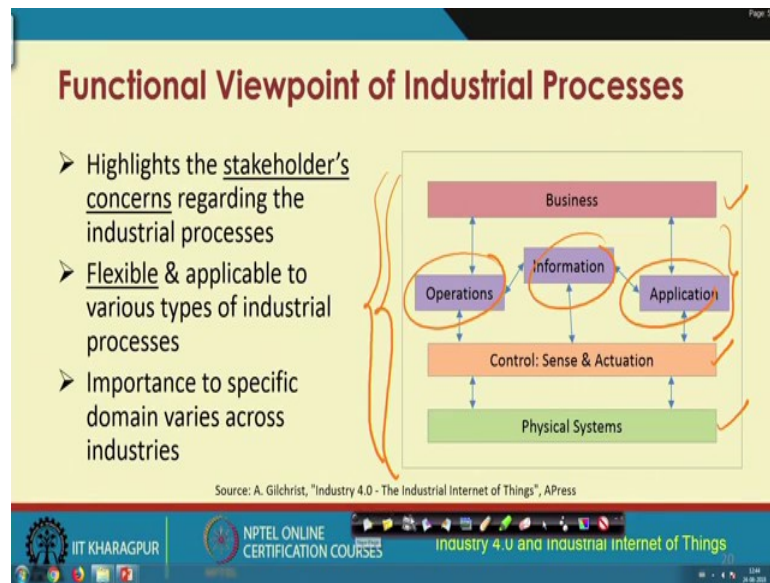 Page: 5
Functional Viewpoint of Industrial Processes
➢ Highlights the stakeholder's
concerns regarding the
industrial processes
➢ Flexible & applicable to
various types of industrial
processes
➢ Importance to specific
domain varies across
industries
Business
Operations
Information
Application
Control: Sense & Actuation
Physical Systems
Source: A. Gilchrist, "Industry 4.0 - The Industrial Internet of Things", APress
IIT KHARAGPUR
NPTEL ONLINE
CERTIFICATION COURSES
Industry 4.0 and Industrial Internet of Things
20